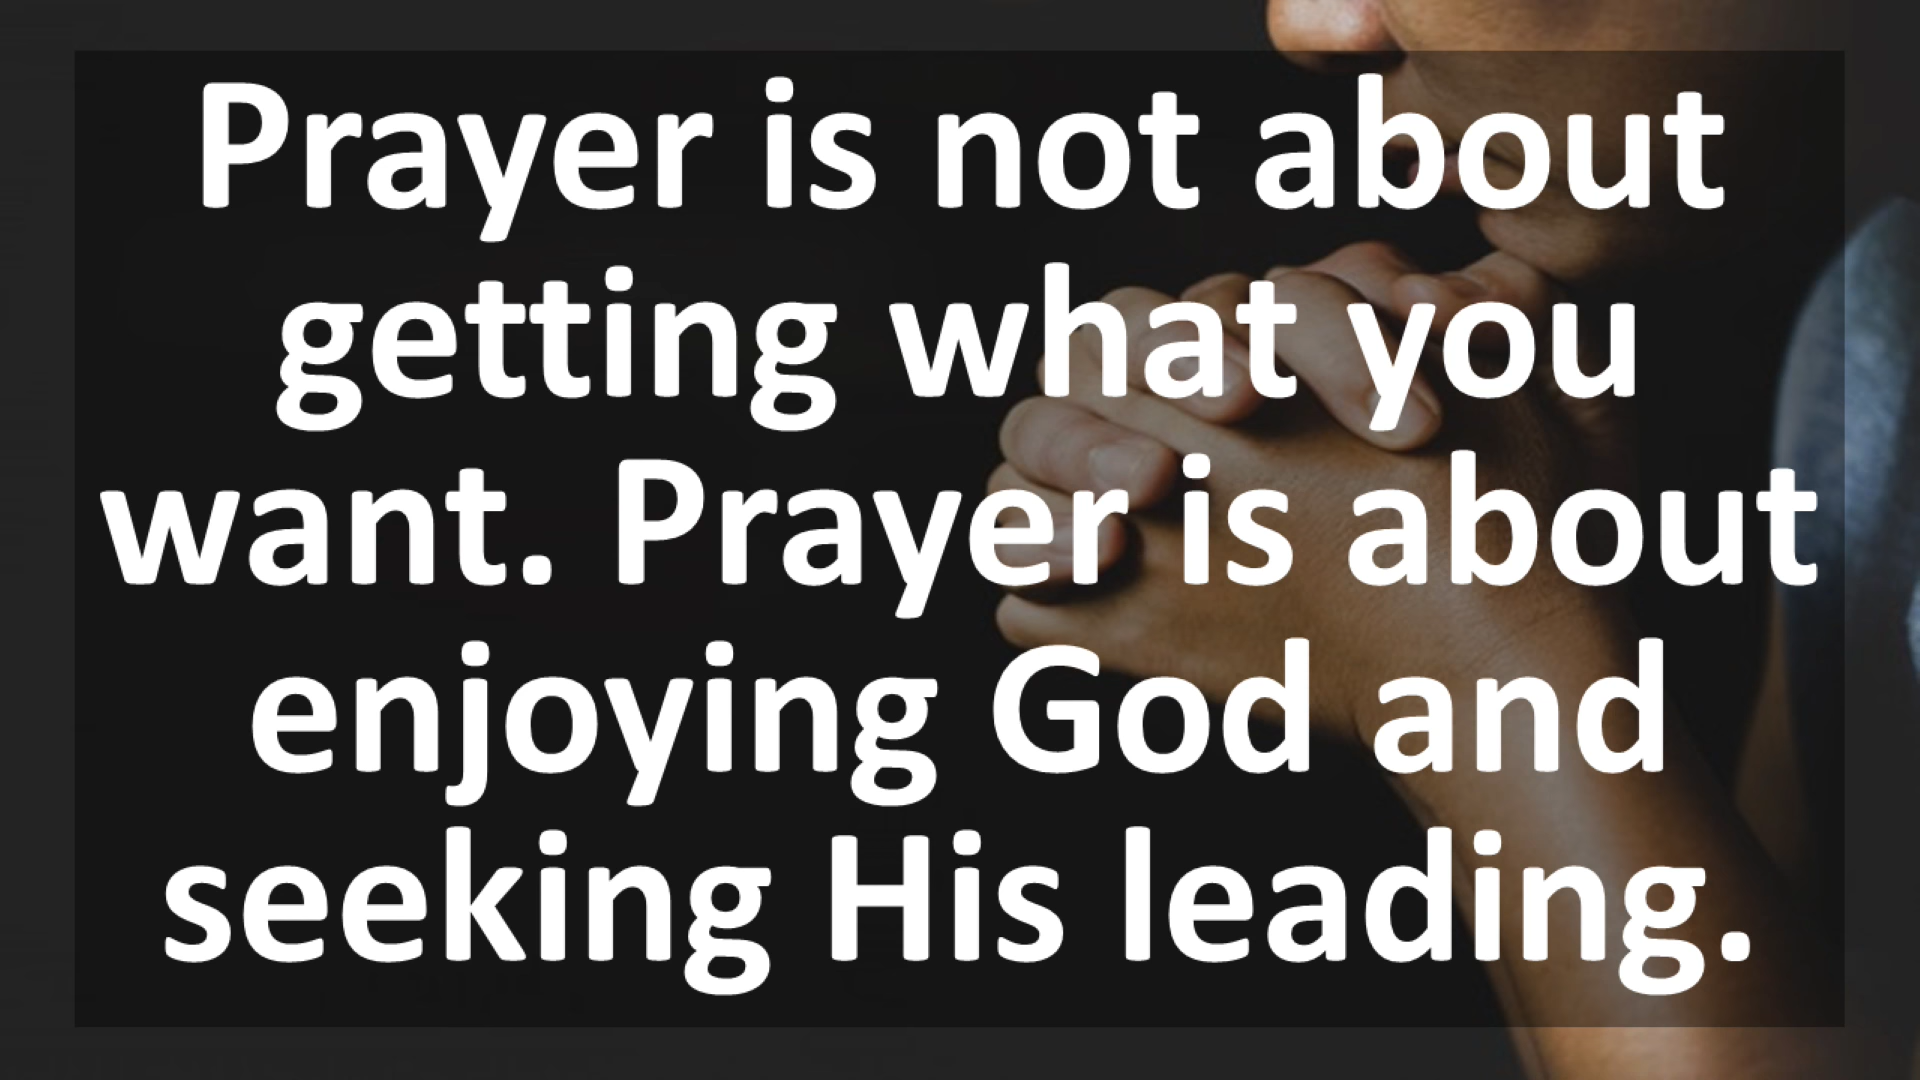 Prayer is not about
getting what you
want. Prayer is about
enjoying God and
seeking His leading.